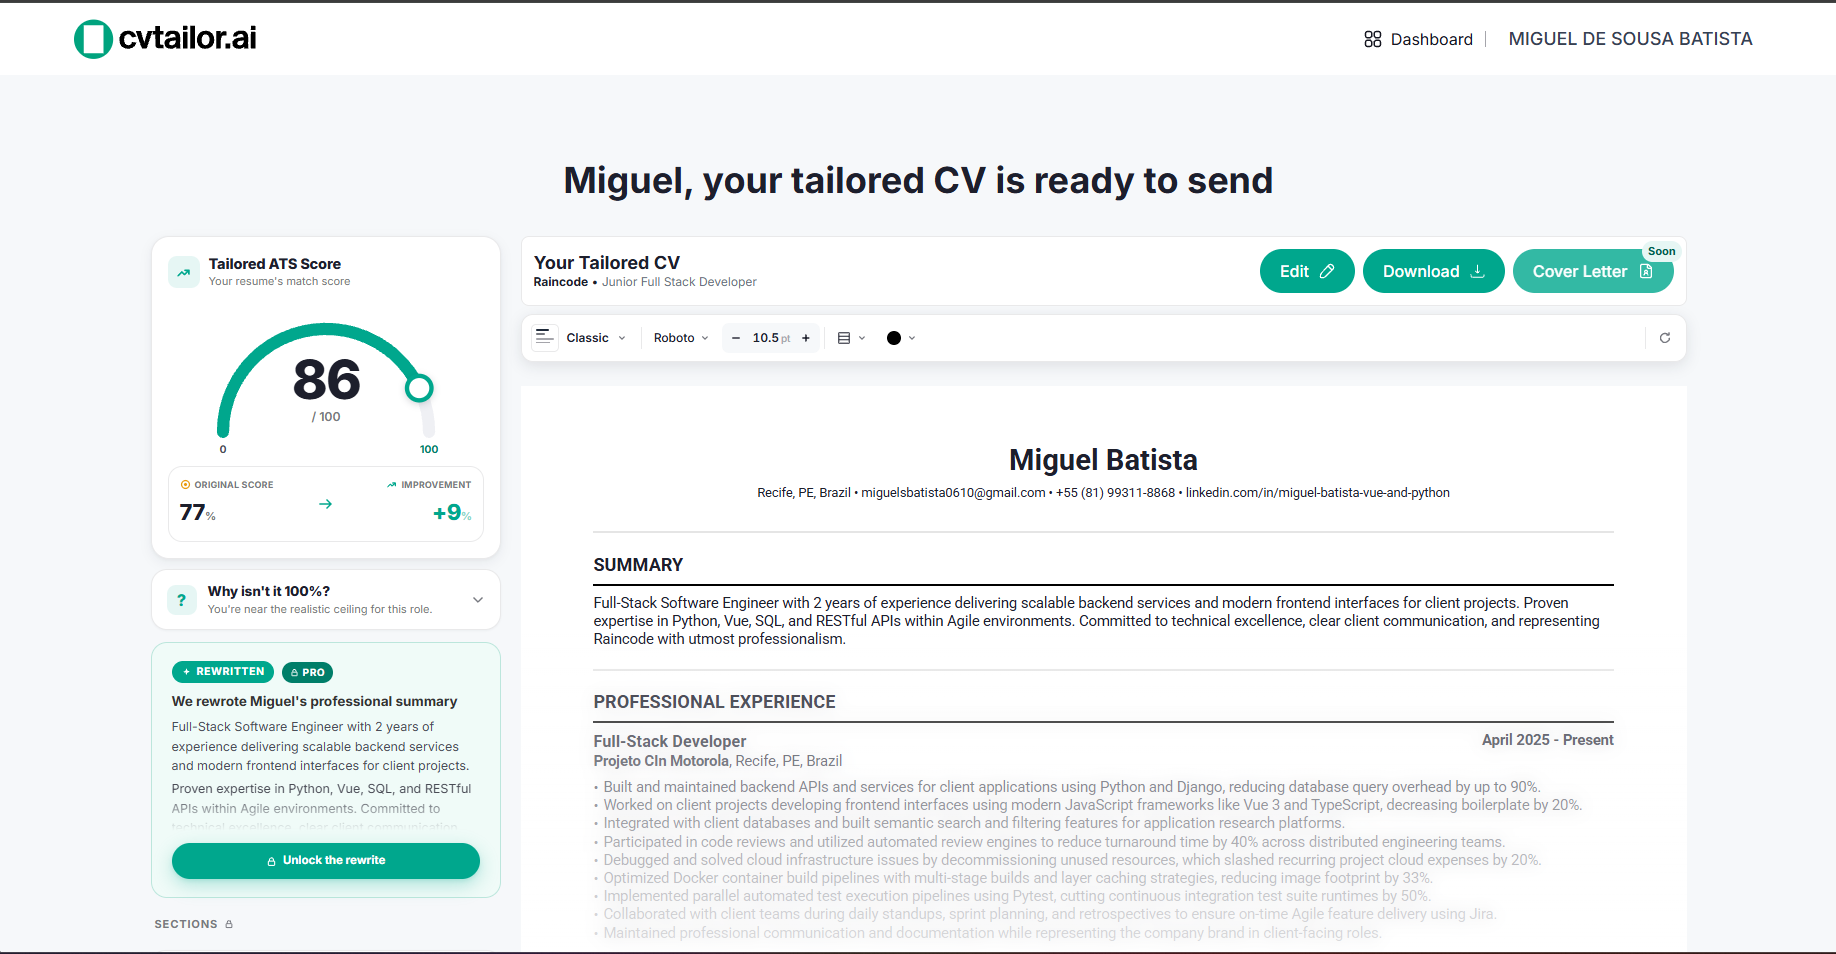 cvtailor.ai
Dashboard
MIGUEL DE SOUSA BATISTA
Miguel, your tailored CV is ready to send
Tailored ATS Score
Your resume's match score
86
/ 100
0
100
ORIGINAL SCORE
77%
IMPROVEMENT
+9%
Why isn't it 100%?
You're near the realistic ceiling for this role.
REWRITTEN
PRO
We rewrote Miguel's professional summary
Full-Stack Software Engineer with 2 years of
experience delivering scalable backend services
and modern frontend interfaces for client projects.
Proven expertise in Python, Vue, SQL, and RESTful
APIs within Agile environments. Committed to
technical excellence, clear client communication,
Unlock the rewrite
SECTIONS
Your Tailored CV
Raincode • Junior Full Stack Developer
Edit
Download
Cover Letter
Soon
Classic
Roboto
− 10.5 pt +
Miguel Batista
Recife, PE, Brazil • miguelsbatista0610@gmail.com • +55 (81) 99311-8868 • linkedin.com/in/miguel-batista-vue-and-python
SUMMARY
Full-Stack Software Engineer with 2 years of experience delivering scalable backend services and modern frontend interfaces for client projects. Proven
expertise in Python, Vue, SQL, and RESTful APIs within Agile environments. Committed to technical excellence, clear client communication, and representing
Raincode with utmost professionalism.
PROFESSIONAL EXPERIENCE
Full-Stack Developer
April 2025 - Present
Projeto CIn Motorola, Recife, PE, Brazil
• Built and maintained backend APIs and services for client applications using Python and Django, reducing database query overhead by up to 90%.
• Worked on client projects developing frontend interfaces using modern JavaScript frameworks like Vue 3 and TypeScript, decreasing boilerplate by 20%.
• Integrated with client databases and built semantic search and filtering features for application research platforms.
• Participated in code reviews and utilized automated review engines to reduce turnaround time by 40% across distributed engineering teams.
• Debugged and solved cloud infrastructure issues by decommissioning unused resources, which slashed recurring project cloud expenses by 20%.
• Optimized Docker container build pipelines with multi-stage builds and layer caching strategies, reducing image footprint by 33%.
• Implemented parallel automated test execution pipelines using Pytest, cutting continuous integration test suite runtimes by 50%.
• Collaborated with client teams during daily standups, sprint planning, and retrospectives to ensure on-time Agile feature delivery using Jira.
• Maintained professional communication and documentation while representing the company brand in client-facing roles.